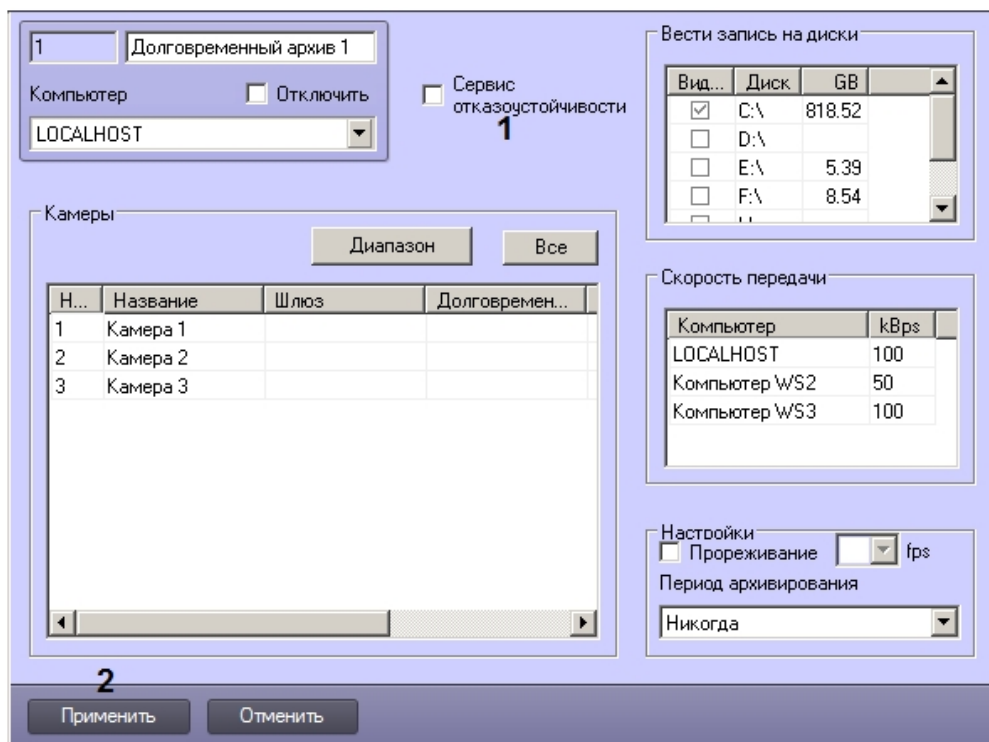 1 Долговременный архив 1
Компьютер Отключить
LOCALHOST
Сервис
отказоустойчивости
1
Вести запись на диски
Вид... Диск GB
C:\ 818.52
D:\
E:\ 5.39
F:\ 8.54
Камеры
Диапазон Все
Н... Название Шлюз Долговремен...
1 Камера 1
2 Камера 2
3 Камера 3
Скорость передачи
Компьютер kBps
LOCALHOST 100
Компьютер WS2 50
Компьютер WS3 100
Настройки
Прореживание fps
Период архивирования
Никогда
2
Применить Отменить